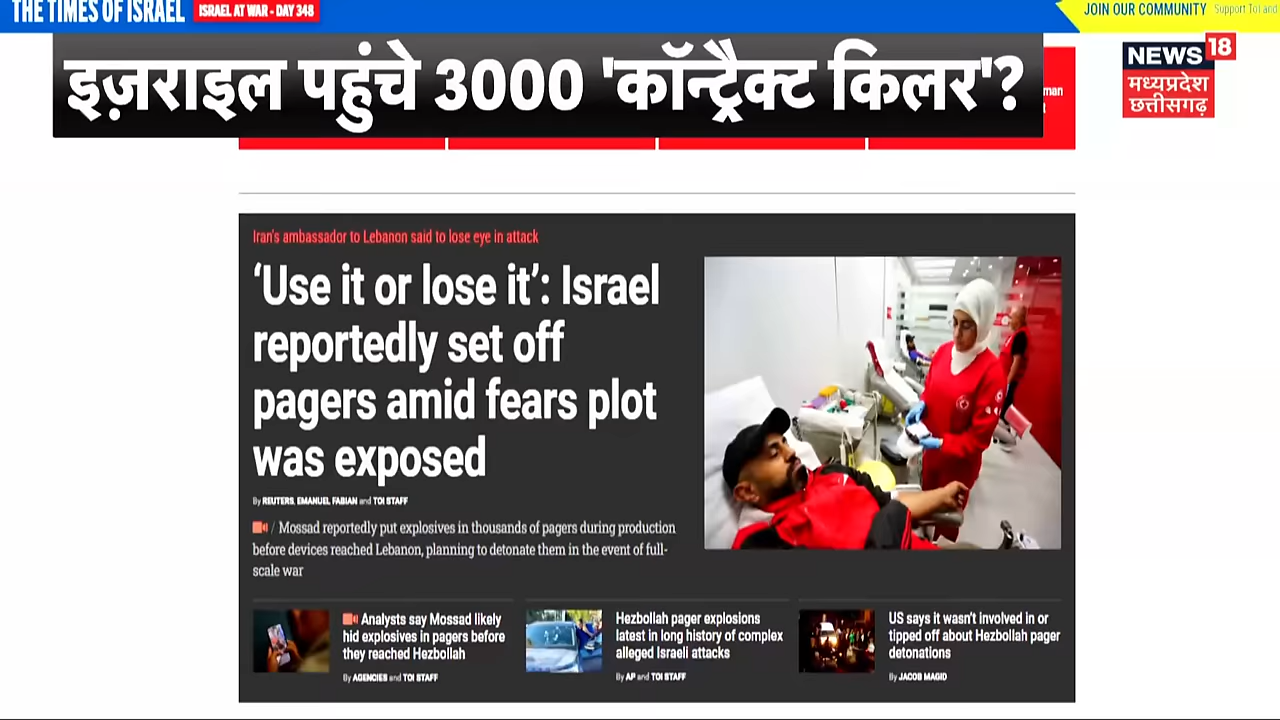 THE TIMES OF ISRAEL
ISRAEL AT WAR - DAY 348
JOIN OUR COMMUNITY
Support ToI and
इज़राइल पहुंचे 3000 'कॉन्ट्रैक्ट किलर'?
NEWS 18
मध्यप्रदेश
छत्तीसगढ़
Iran's ambassador to Lebanon said to lose eye in attack
‘Use it or lose it’: Israel
reportedly set off
pagers amid fears plot
was exposed
By REUTERS, EMANUEL FABIAN and TOI STAFF
/ Mossad reportedly put explosives in thousands of pagers during production
before devices reached Lebanon, planning to detonate them in the event of full-
scale war
Analysts say Mossad likely
hid explosives in pagers before
they reached Hezbollah
By AGENCIES and TOI STAFF
Hezbollah pager explosions
latest in long history of complex
alleged Israeli attacks
By AP and TOI STAFF
US says it wasn't involved in or
tipped off about Hezbollah pager
detonations
By JACOB MAGID